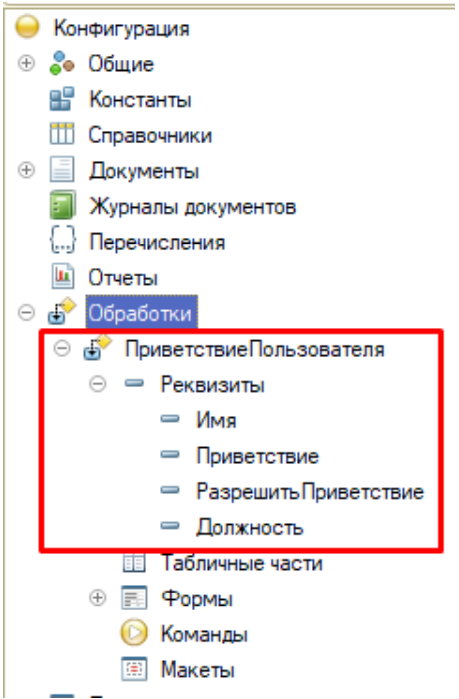 Конфигурация
Общие
Константы
Справочники
Документы
Журналы документов
Перечисления
Отчеты
Обработки
ПриветствиеПользователя
Реквизиты
Имя
Приветствие
РазрешитьПриветствие
Должность
Табличные части
Формы
Команды
Макеты